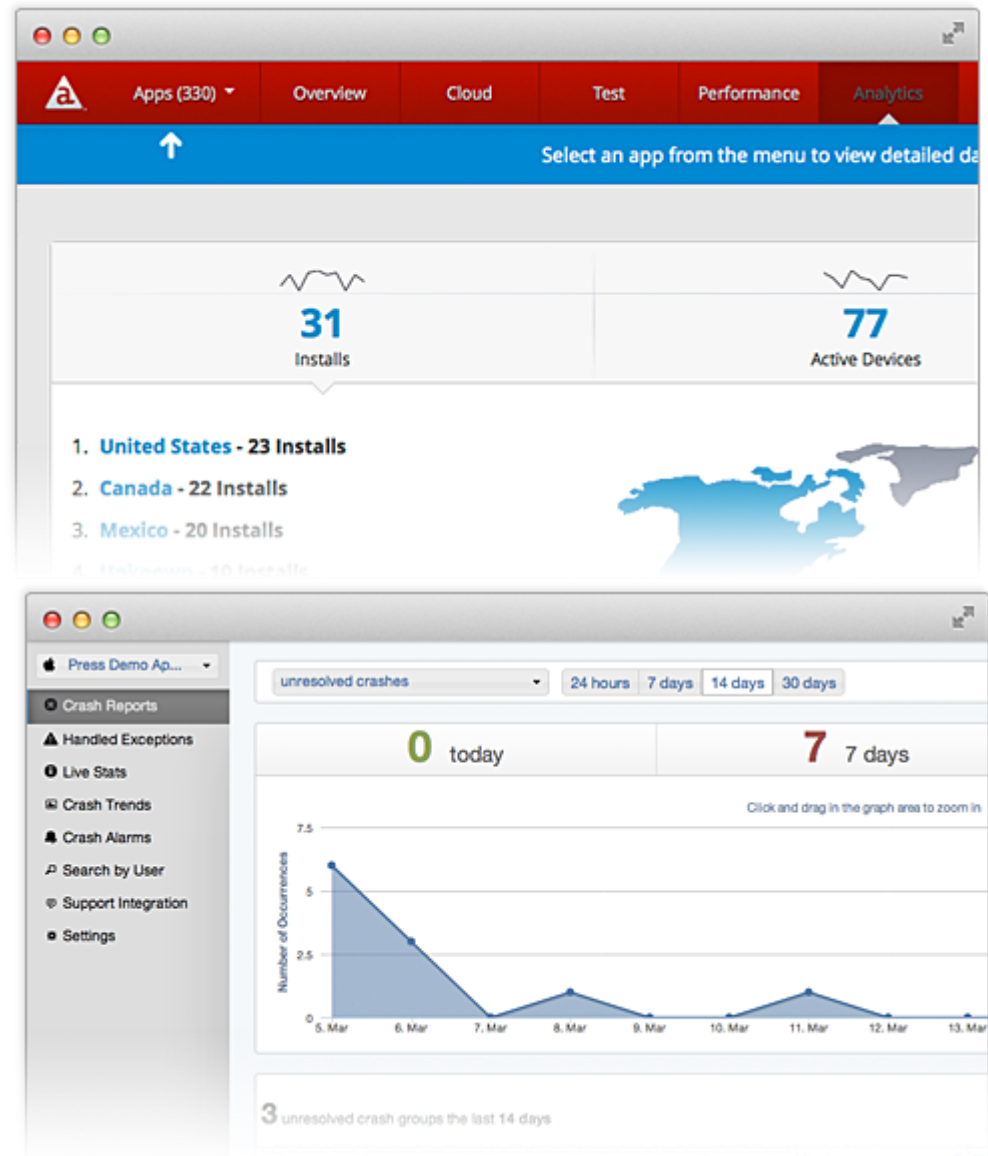 a Apps (330) Overview Cloud Test Performance Analytics
Select an app from the menu to view detailed da
31 77
Installs Active Devices
1. United States - 23 Installs
2. Canada - 22 Installs
3. Mexico - 20 Installs
4. Unknown - 10 Installs
Press Demo Ap...
Crash Reports
Handled Exceptions
Live Stats
Crash Trends
Crash Alarms
Search by User
Support Integration
Settings
unresolved crashes 24 hours 7 days 14 days 30 days
0 today 7 7 days
Click and drag in the graph area to zoom in
Number of Occurrences
7.5
5
2.5
0
5. Mar 6. Mar 7. Mar 8. Mar 9. Mar 10. Mar 11. Mar 12. Mar 13. Mar
3 unresolved crash groups the last 14 days